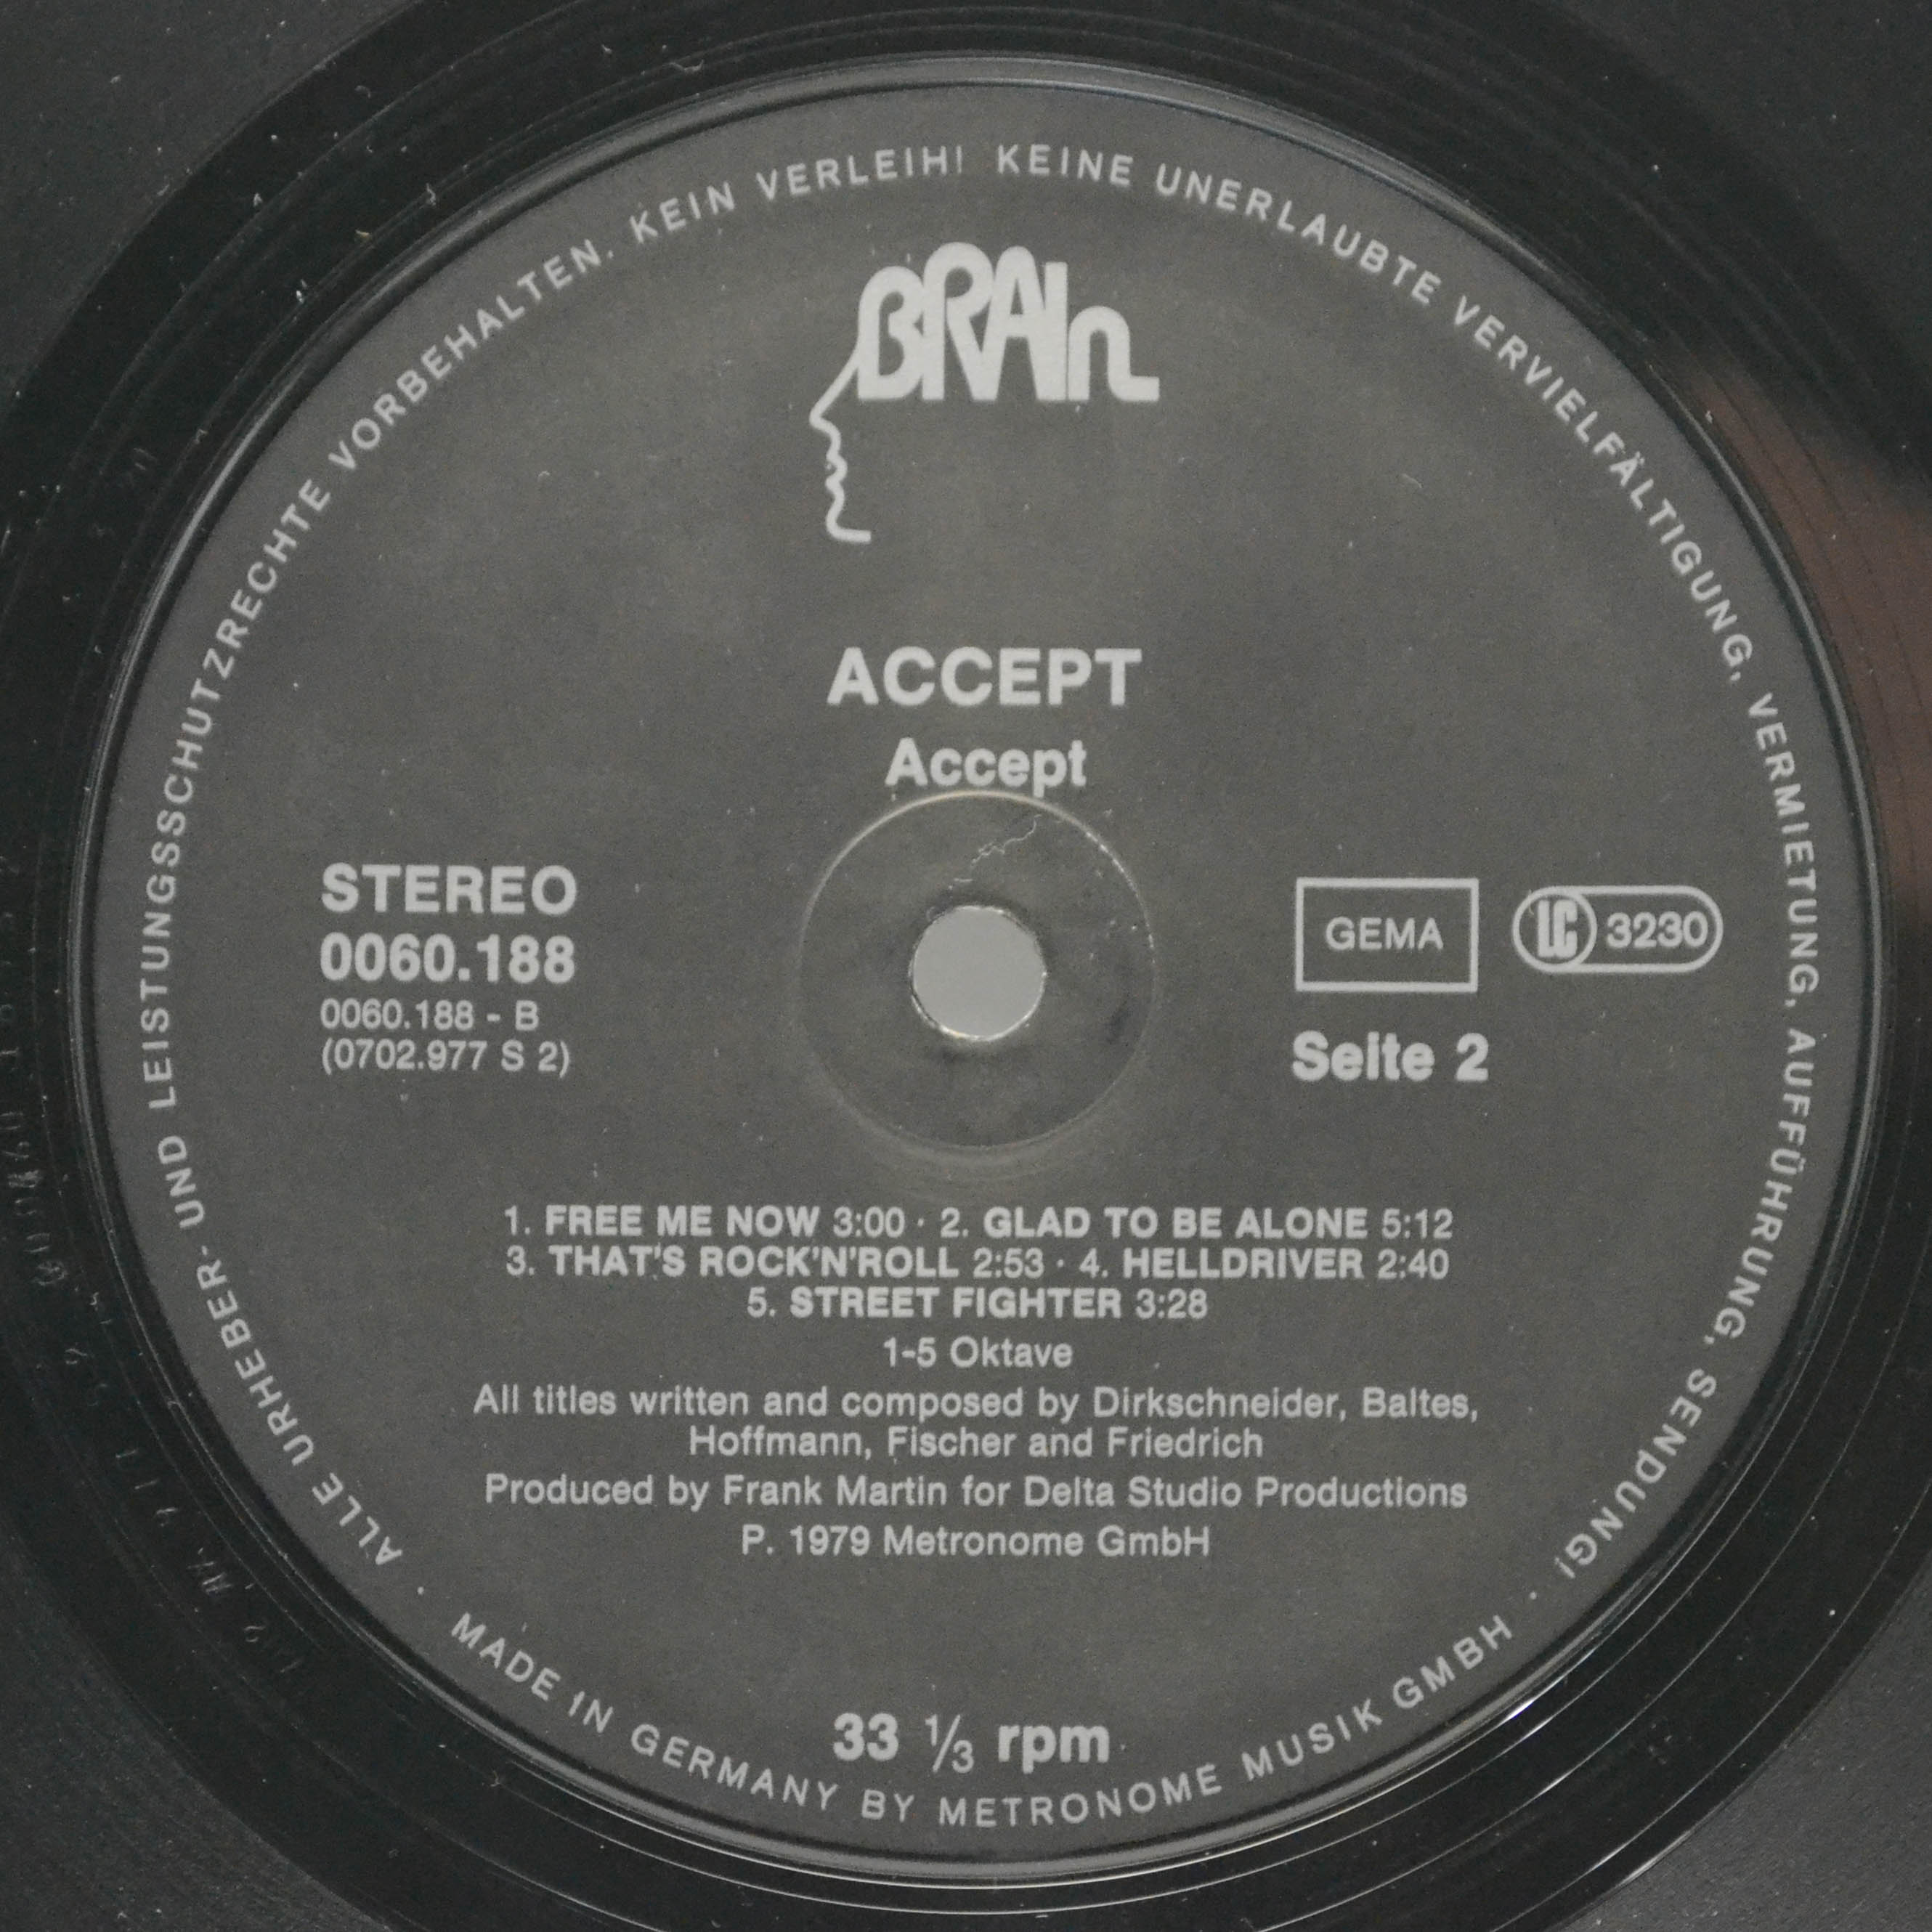 ALLE URHEBER- UND LEISTUNGSSCHUTZRECHTE VORBEHALTEN. KEIN VERLEIH! KEINE UNERLAUBTE VERVIELFÄLTIGUNG, VERMIETUNG, AUFFÜHRUNG, SENDUNG!
BRAIn
ACCEPT
Accept
STEREO
0060.188
0060.188 - B
(0702.977 S 2)
GEMA
LC 3230
Seite 2
1. FREE ME NOW 3:00 · 2. GLAD TO BE ALONE 5:12
3. THAT'S ROCK'N'ROLL 2:53 · 4. HELLDRIVER 2:40
5. STREET FIGHTER 3:28
1-5 Oktave
All titles written and composed by Dirkschneider, Baltes,
Hoffmann, Fischer and Friedrich
Produced by Frank Martin for Delta Studio Productions
P. 1979 Metronome GmbH
33 ⅓ rpm
· MADE IN GERMANY BY METRONOME MUSIK GMBH ·